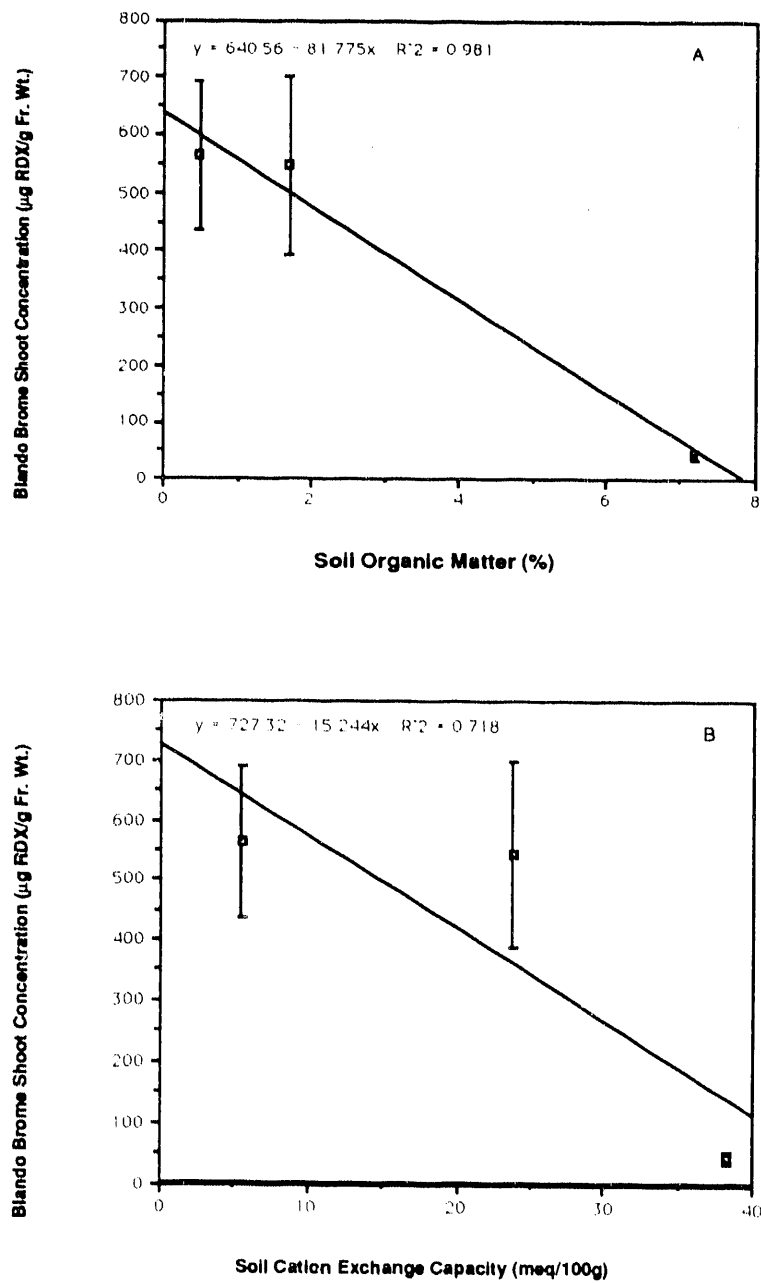 y = 640.56 - 81.775x R^2 = 0.981
A
800
700
600
500
400
300
200
100
0
0 2 4 6 8
Blando Brome Shoot Concentration (µg RDX/g Fr. Wt.)
Soil Organic Matter (%)
y = 727.32 - 15.244x R^2 = 0.718
B
800
700
600
500
400
300
200
100
0
0 10 20 30 40
Blando Brome Shoot Concentration (µg RDX/g Fr. Wt.)
Soil Cation Exchange Capacity (meq/100g)